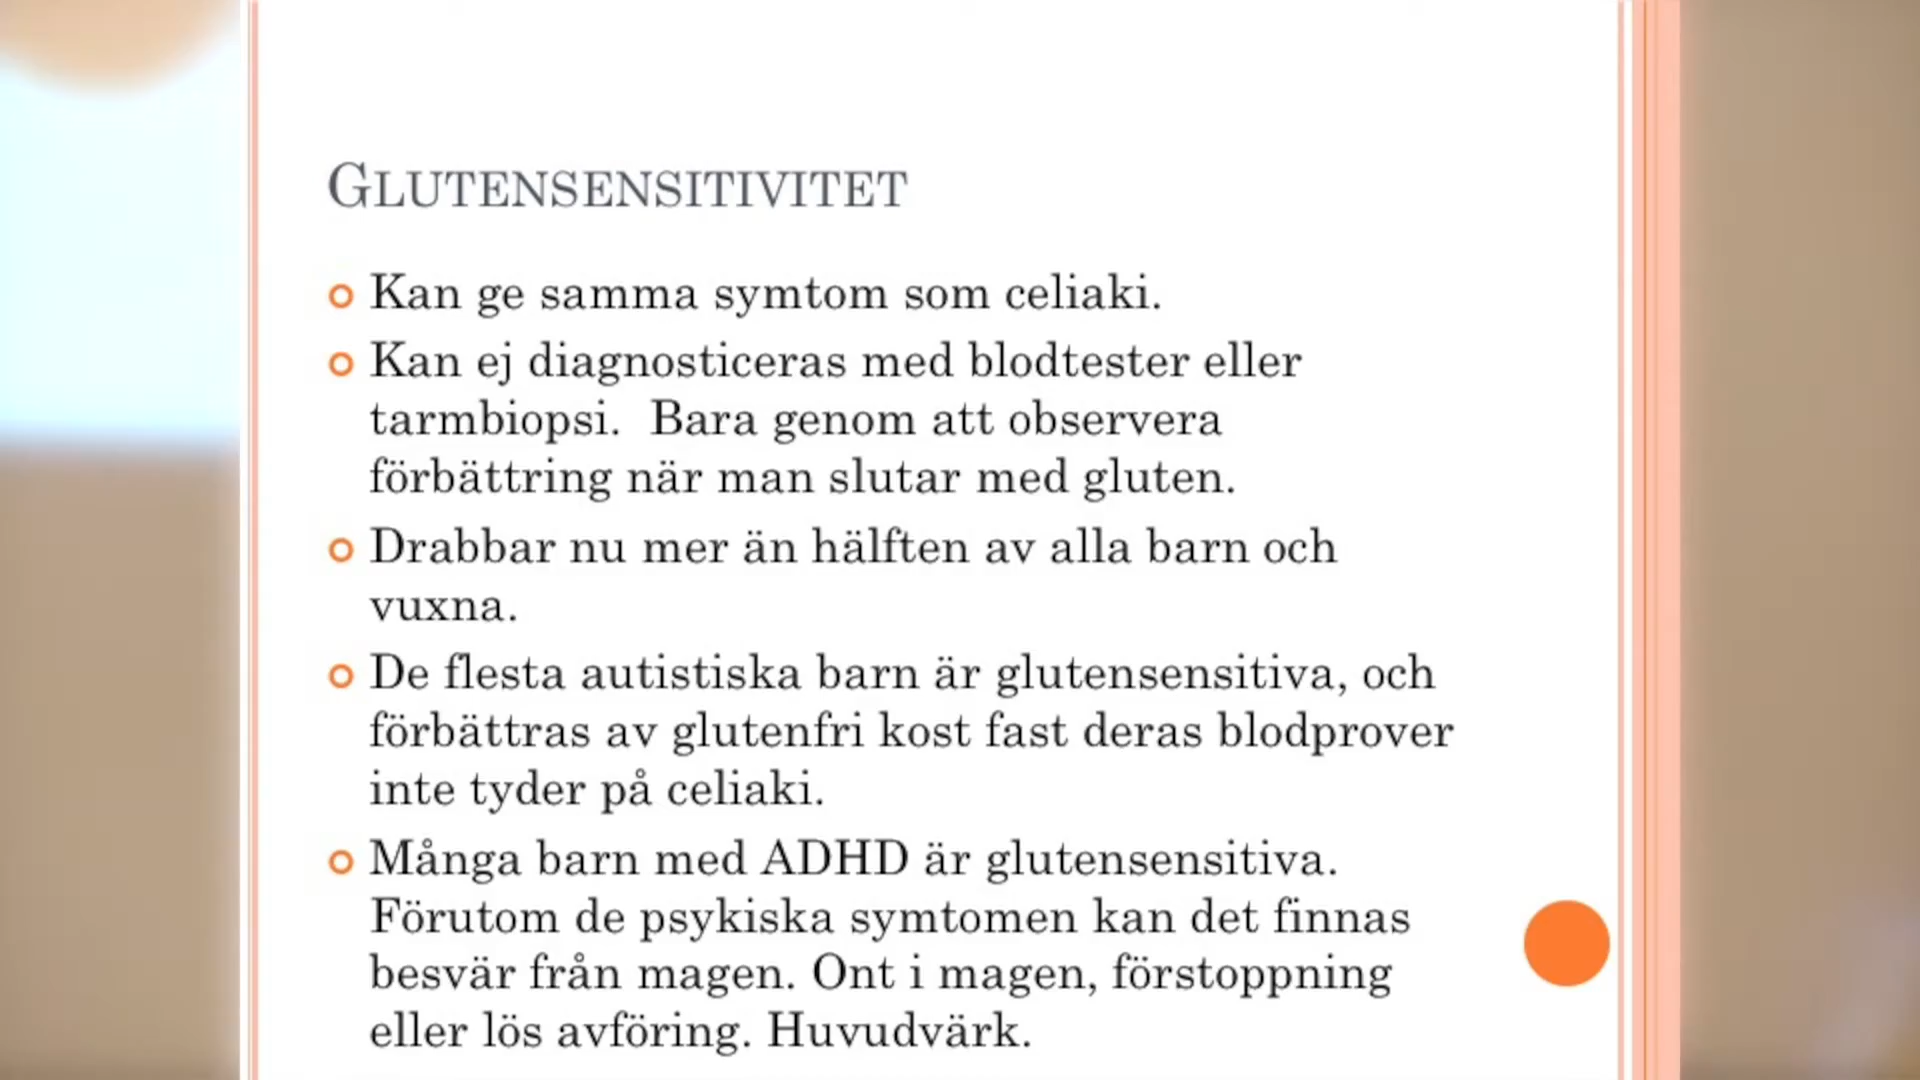 GLUTENSENSITIVITET
Kan ge samma symtom som celiaki.
Kan ej diagnosticeras med blodtester eller
tarmbiopsi.  Bara genom att observera
förbättring när man slutar med gluten.
Drabbar nu mer än hälften av alla barn och
vuxna.
De flesta autistiska barn är glutensensitiva, och
förbättras av glutenfri kost fast deras blodprover
inte tyder på celiaki.
Många barn med ADHD är glutensensitiva.
Förutom de psykiska symtomen kan det finnas
besvär från magen. Ont i magen, förstoppning
eller lös avföring. Huvudvärk.